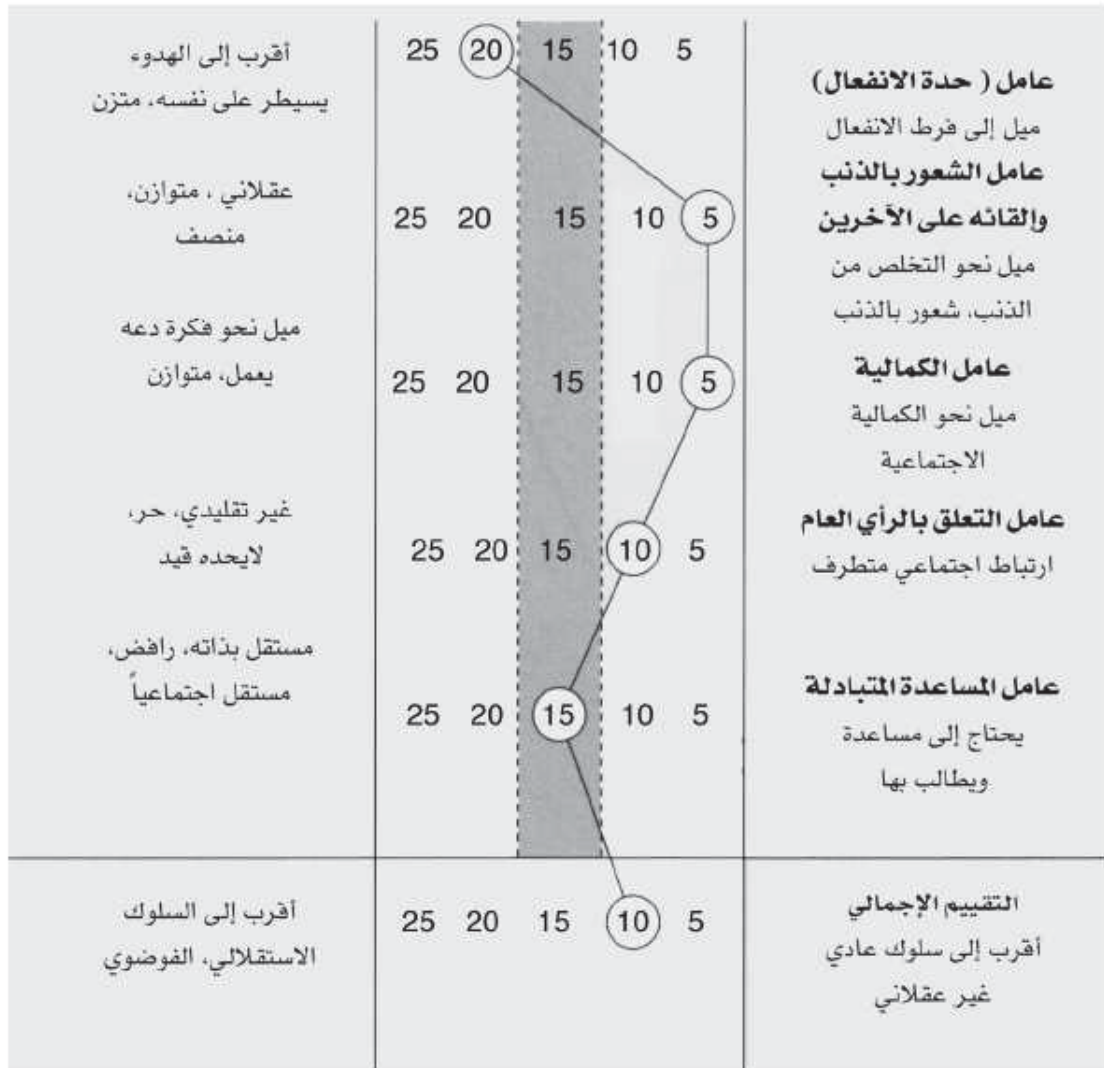 عامل ( حدة الانفعال)
ميل إلى فرط الانفعال
5 10 15 20 25
أقرب إلى الهدوء
يسيطر على نفسه، متزن
عامل الشعور بالذنب
وإلقائه على الآخرين
ميل نحو التخلص من
الذنب، شعور بالذنب
5 10 15 20 25
عقلاني ، متوازن،
منصف
عامل الكمالية
ميل نحو الكمالية
الاجتماعية
5 10 15 20 25
ميل نحو فكرة دعه
يعمل، متوازن
عامل التعلق بالرأي العام
ارتباط اجتماعي متطرف
5 10 15 20 25
غير تقليدي، حر،
لايحده قيد
عامل المساعدة المتبادلة
يحتاج إلى مساعدة
ويطالب بها
5 10 15 20 25
مستقل بذاته، رافض،
مستقل اجتماعياً
التقييم الإجمالي
أقرب إلى سلوك عادي
غير عقلاني
5 10 15 20 25
أقرب إلى السلوك
الاستقلالي، الفوضوي